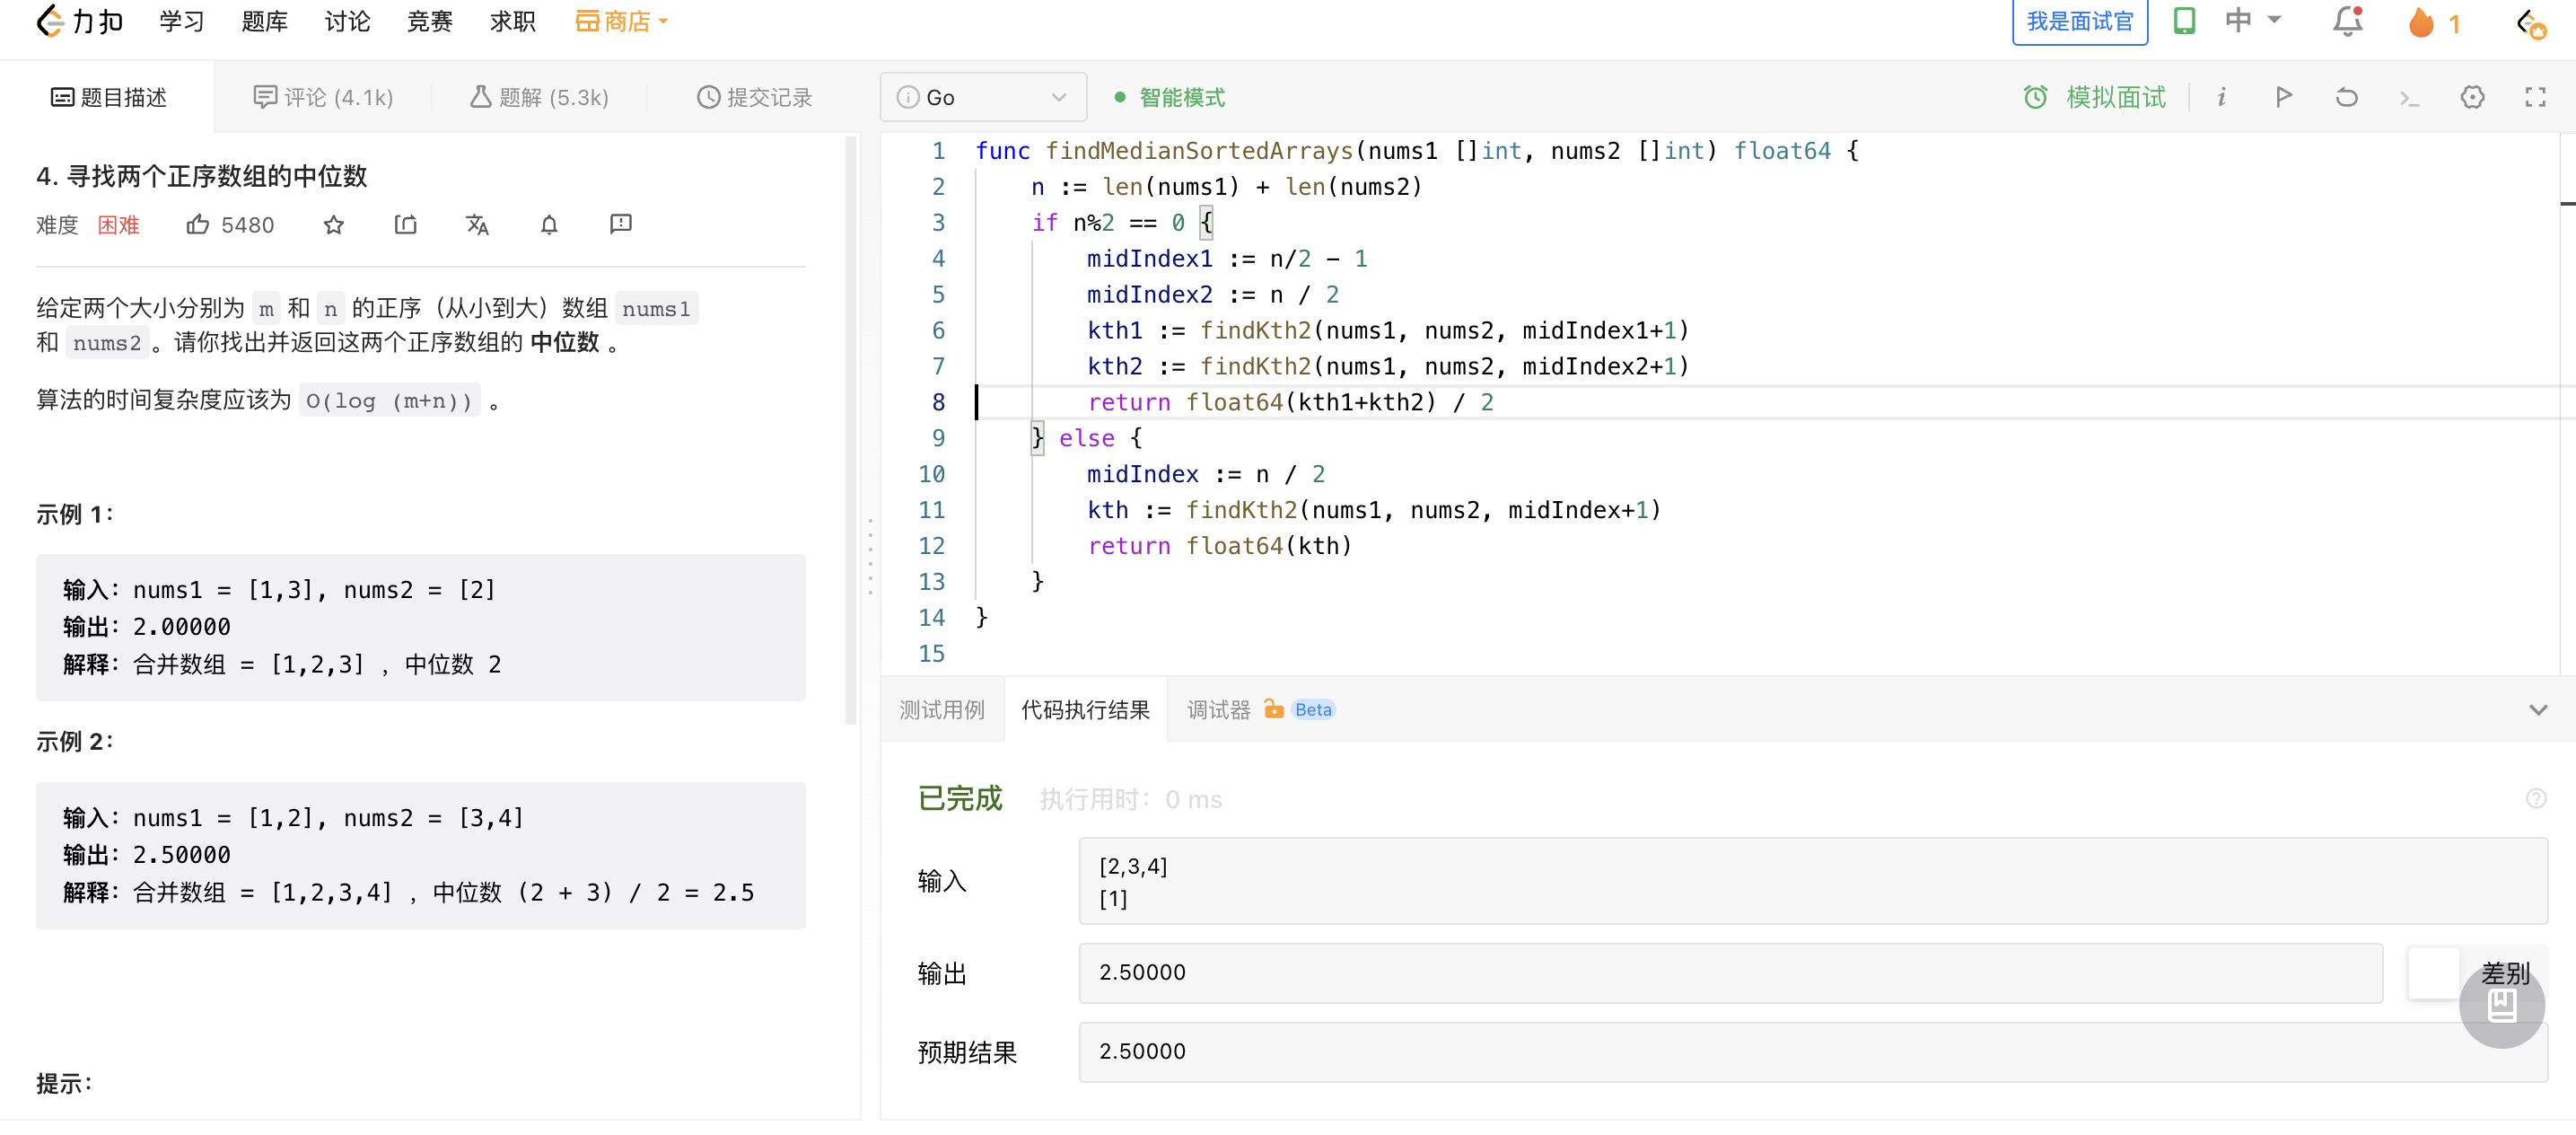 力扣 学习 题库 讨论 竞赛 求职 商店 我是面试官 中 1
题目描述 评论 (4.1k) 题解 (5.3k) 提交记录
4. 寻找两个正序数组的中位数
难度 困难 5480
给定两个大小分别为 m 和 n 的正序（从小到大）数组 nums1
和 nums2。请你找出并返回这两个正序数组的 中位数 。
算法的时间复杂度应该为 O(log (m+n)) 。
示例 1：
输入：nums1 = [1,3], nums2 = [2]
输出：2.00000
解释：合并数组 = [1,2,3] ，中位数 2
示例 2：
输入：nums1 = [1,2], nums2 = [3,4]
输出：2.50000
解释：合并数组 = [1,2,3,4] ，中位数 (2 + 3) / 2 = 2.5
提示：
Go 智能模式 模拟面试 i
1 func findMedianSortedArrays(nums1 []int, nums2 []int) float64 {
2 n := len(nums1) + len(nums2)
3 if n%2 == 0 {
4 midIndex1 := n/2 - 1
5 midIndex2 := n / 2
6 kth1 := findKth2(nums1, nums2, midIndex1+1)
7 kth2 := findKth2(nums1, nums2, midIndex2+1)
8 return float64(kth1+kth2) / 2
9 } else {
10 midIndex := n / 2
11 kth := findKth2(nums1, nums2, midIndex+1)
12 return float64(kth)
13 }
14 }
15
测试用例 代码执行结果 调试器 Beta
已完成 执行用时：0 ms
输入
[2,3,4]
[1]
输出 2.50000 差别
预期结果 2.50000